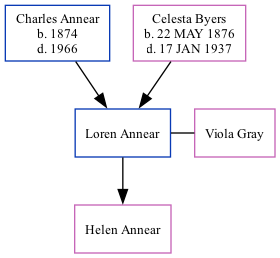 Charles Annear
b. 1874
d. 1966
Celesta Byers
b. 22 MAY 1876
d. 17 JAN 1937
Loren Annear
Viola Gray
Helen Annear